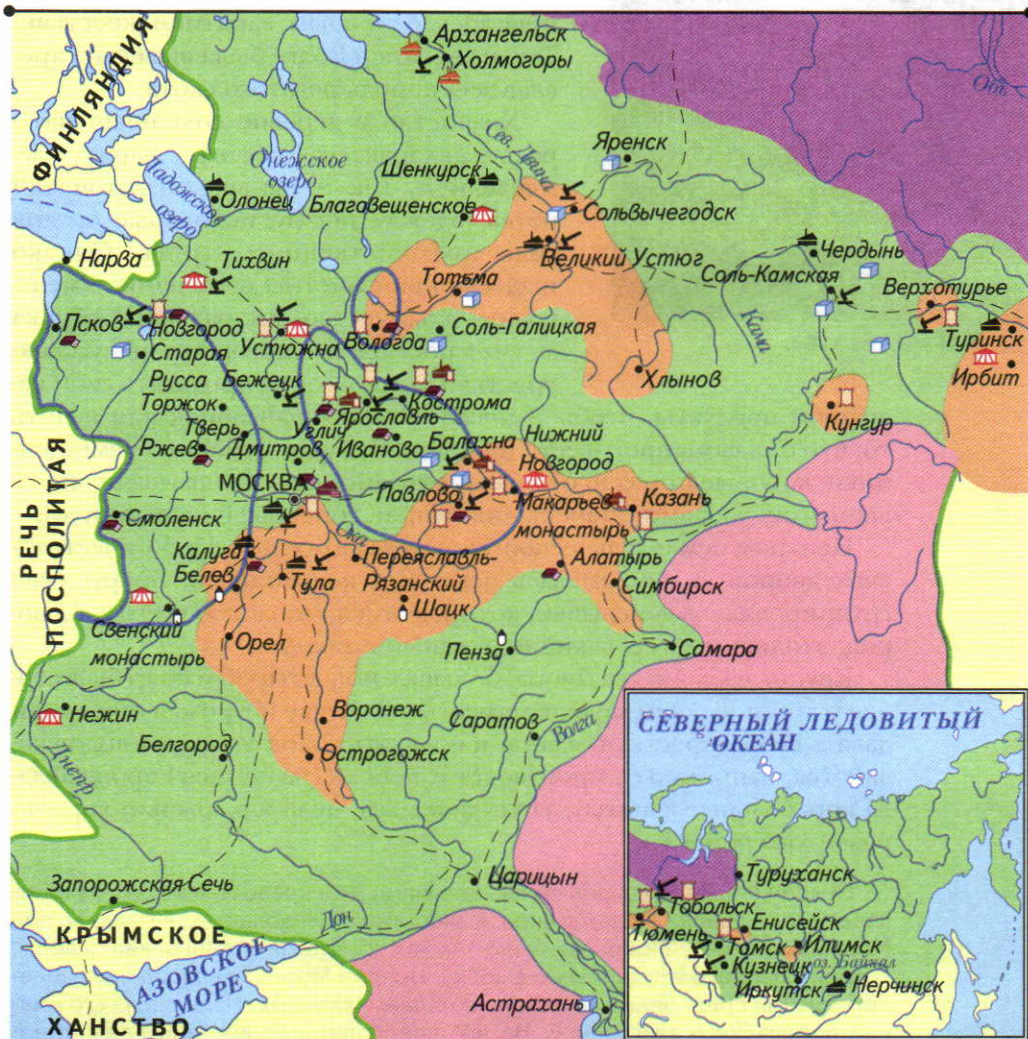 ФИНЛЯНДИЯ
Архангельск
Холмогоры
Обь
Сев. Двина
Яренск
Онежское
озеро
Шенкурск
Ладожское
озеро
Олонец
Благовещенское
Сольвычегодск
Нарва
Тихвин
Великий Устюг
Чердынь
Тотьма
Соль-Камская
Верхотурье
Псков
Новгород
Устюжна
Вологда
Соль-Галицкая
Кама
Туринск
Старая
Русса
Бежецк
Хлынов
Ирбит
Торжок
Кострома
Ярославль
Углич
Кунгур
Тверь
Иваново
Балахна
Нижний
Новгород
Ржев
Дмитров
МОСКВА
Павлово
Макарьев
монастырь
Казань
РЕЧЬ
ПОСПОЛИТАЯ
Смоленск
Ока
Калуга
Переяславль-
Рязанский
Алатырь
Белев
Тула
Симбирск
Шацк
Свенский
монастырь
Орел
Пенза
Самара
Нежин
Воронеж
Саратов
Волга
Белгород
Острогожск
Днепр
Запорожская Сечь
Царицын
Дон
КРЫМСКОЕ
ХАНСТВО
АЗОВСКОЕ
МОРЕ
Астрахань
СЕВЕРНЫЙ ЛЕДОВИТЫЙ
ОКЕАН
Туруханск
Тобольск
Енисейск
Тюмень
Томск
Илимск
Кузнецк
оз. Байкал
Иркутск
Нерчинск